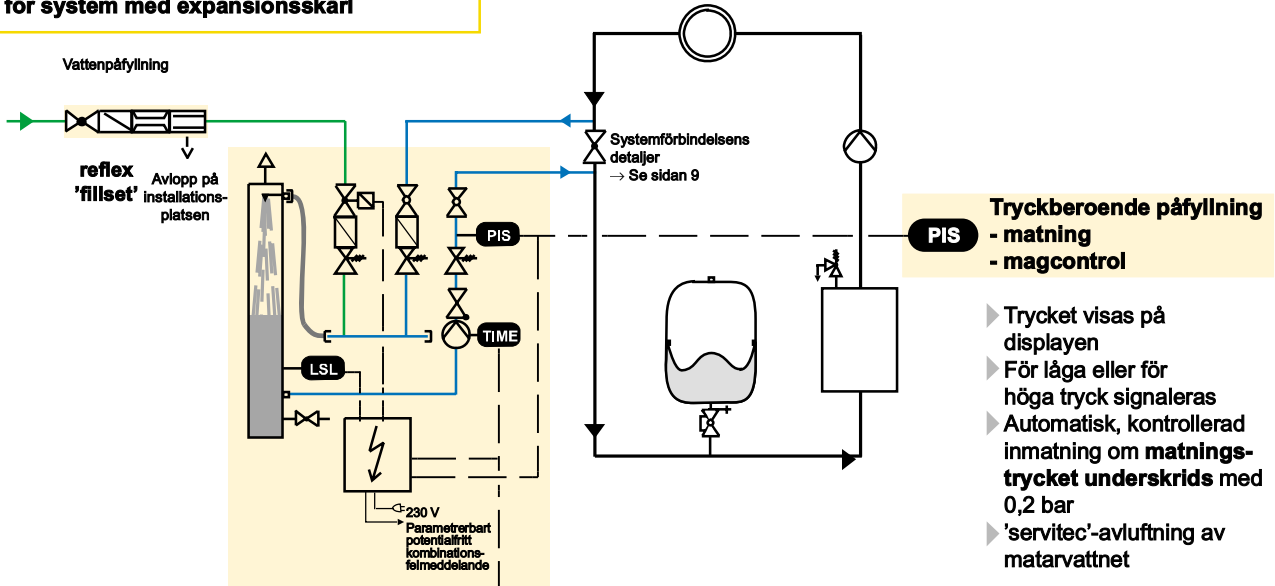 för system med expansionsskärl
Vattenpåfyllning
reflex
'fillset'
Avlopp på
installations-
platsen
Systemförbindelsens
detaljer
→ Se sidan 9
PIS
TIME
LSL
230 V
Parametrerbart
potentialfritt
kombinations-
felmeddelande
PIS
Tryckberoende påfyllning
- matning
- magcontrol
Trycket visas på
displayen
För låga eller för
höga tryck signaleras
Automatisk, kontrollerad
inmatning om matnings-
trycket underskrids med
0,2 bar
'servitec'-avluftning av
matarvattnet